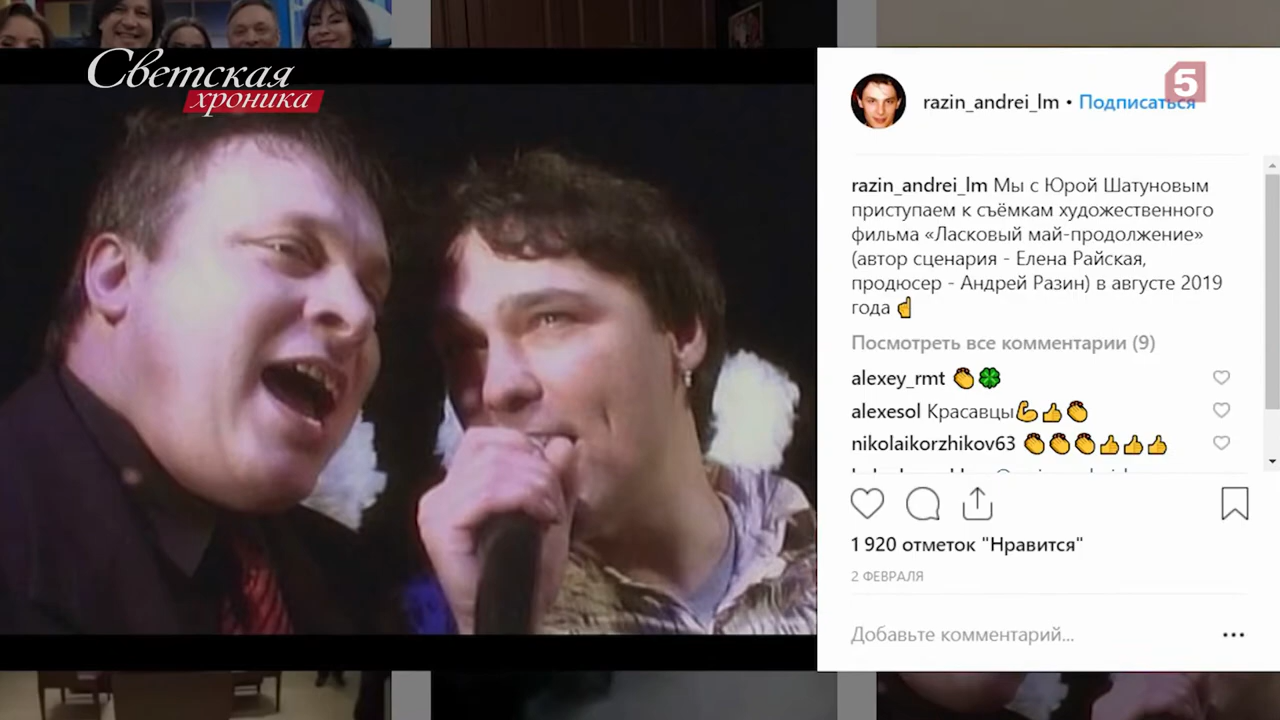 Светская
хроника
5
razin_andrei_lm • Подписаться
razin_andrei_lm Мы с Юрой Шатуновым
приступаем к съёмкам художественного
фильма «Ласковый май-продолжение»
(автор сценария - Елена Райская,
продюсер - Андрей Разин) в августе 2019
года ☝
Посмотреть все комментарии (9)
alexey_rmt 👏🍀
alexesol Красавцы💪👍👏
nikolaikorzhikov63 👏👏👏👍👍👍
1 920 отметок "Нравится"
2 ФЕВРАЛЯ
Добавьте комментарий...